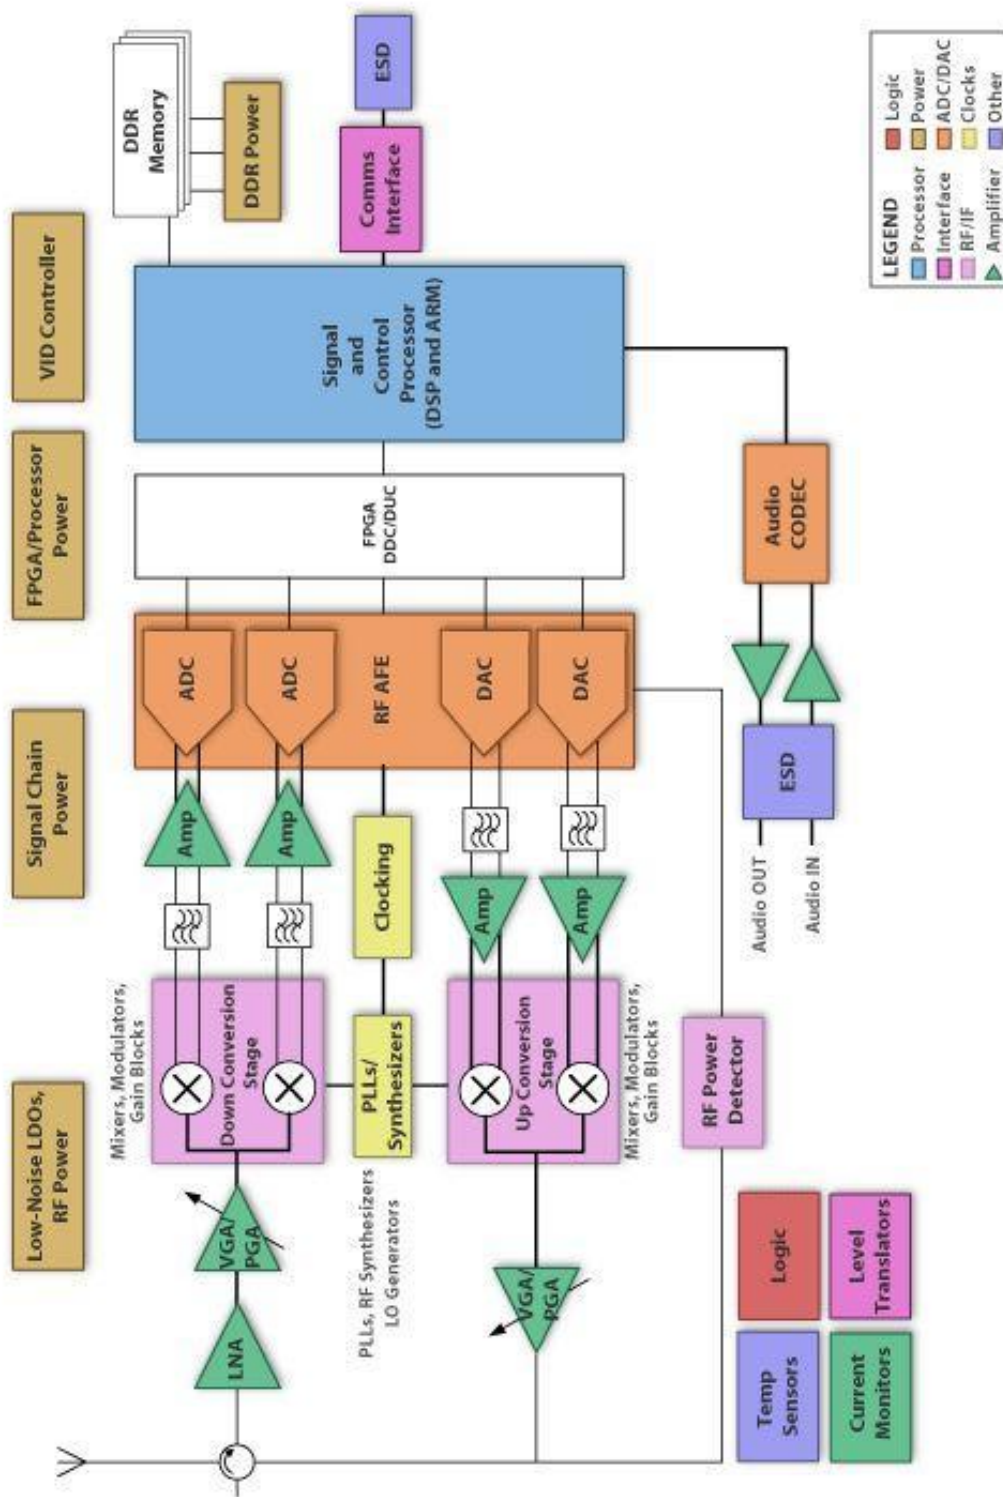 Low-Noise LDOs,
RF Power
Signal Chain
Power
FPGA/Processor
Power
VID Controller
DDR
Memory
DDR Power
LNA
VGA/
PGA
Mixers, Modulators,
Gain Blocks
Down Conversion
Stage
Amp
Amp
ADC
ADC
RF AFE
DAC
DAC
FPGA
DDC/DUC
Signal
and
Control
Processor
(DSP and ARM)
Comms
Interface
ESD
PLLs/
Synthesizers
Clocking
PLLs, RF Synthesizers
LO Generators
VGA/
PGA
Up Conversion
Stage
Mixers, Modulators,
Gain Blocks
Amp
Amp
RF Power
Detector
Temp
Sensors
Logic
Current
Monitors
Level
Translators
Audio OUT
Audio IN
ESD
Audio
CODEC
LEGEND
Processor
Logic
Interface
Power
RF/IF
ADC/DAC
Amplifier
Clocks
Other